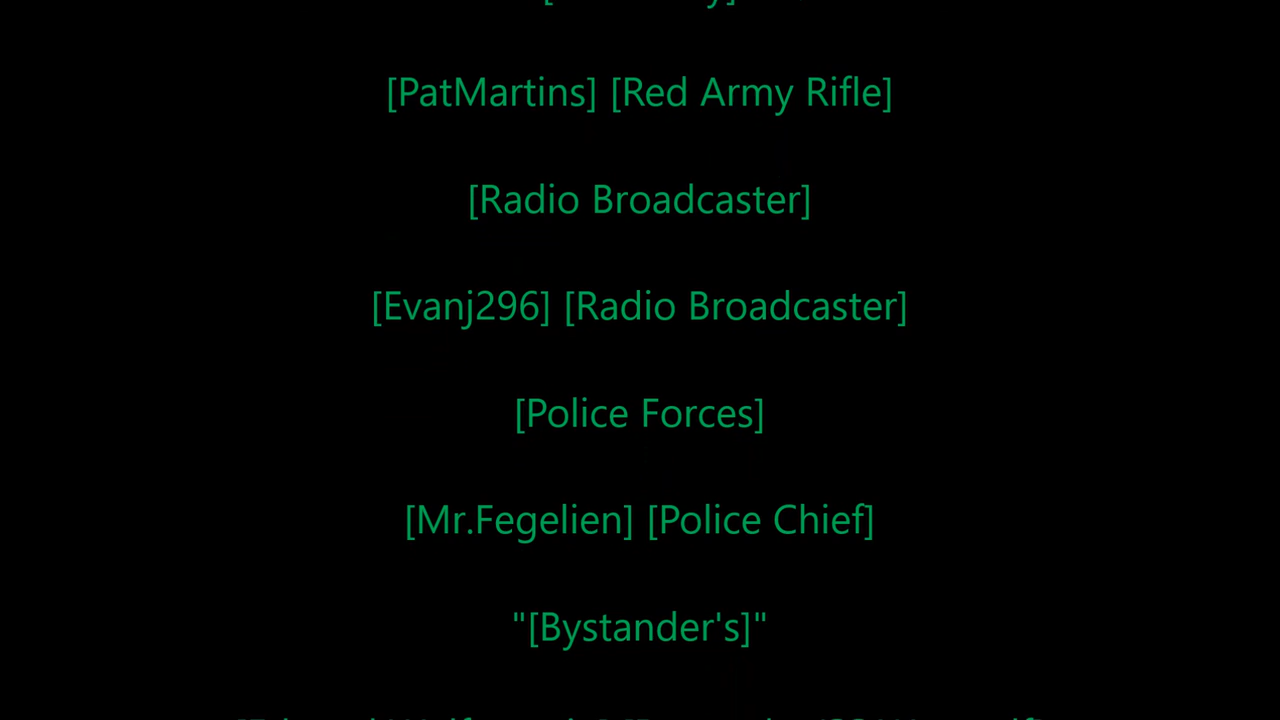 [PatMartins] [Red Army Rifle]
[Radio Broadcaster]
[Evanj296] [Radio Broadcaster]
[Police Forces]
[Mr.Fegelien] [Police Chief]
"[Bystander's]"